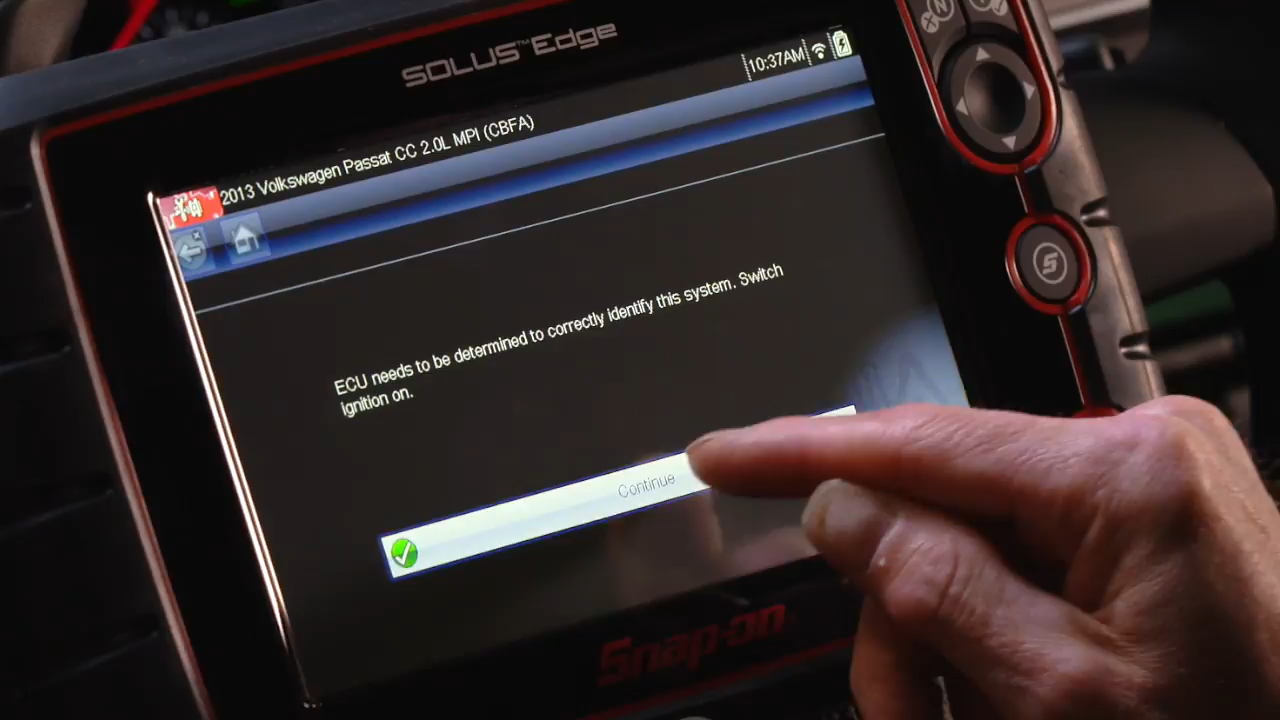 SOLUS™ Edge
10:37AM
2013 Volkswagen Passat CC 2.0L MPI (CBFA)
ECU needs to be determined to correctly identify this system. Switch
ignition on.
Continue
Snap-on
N
X
Y
S